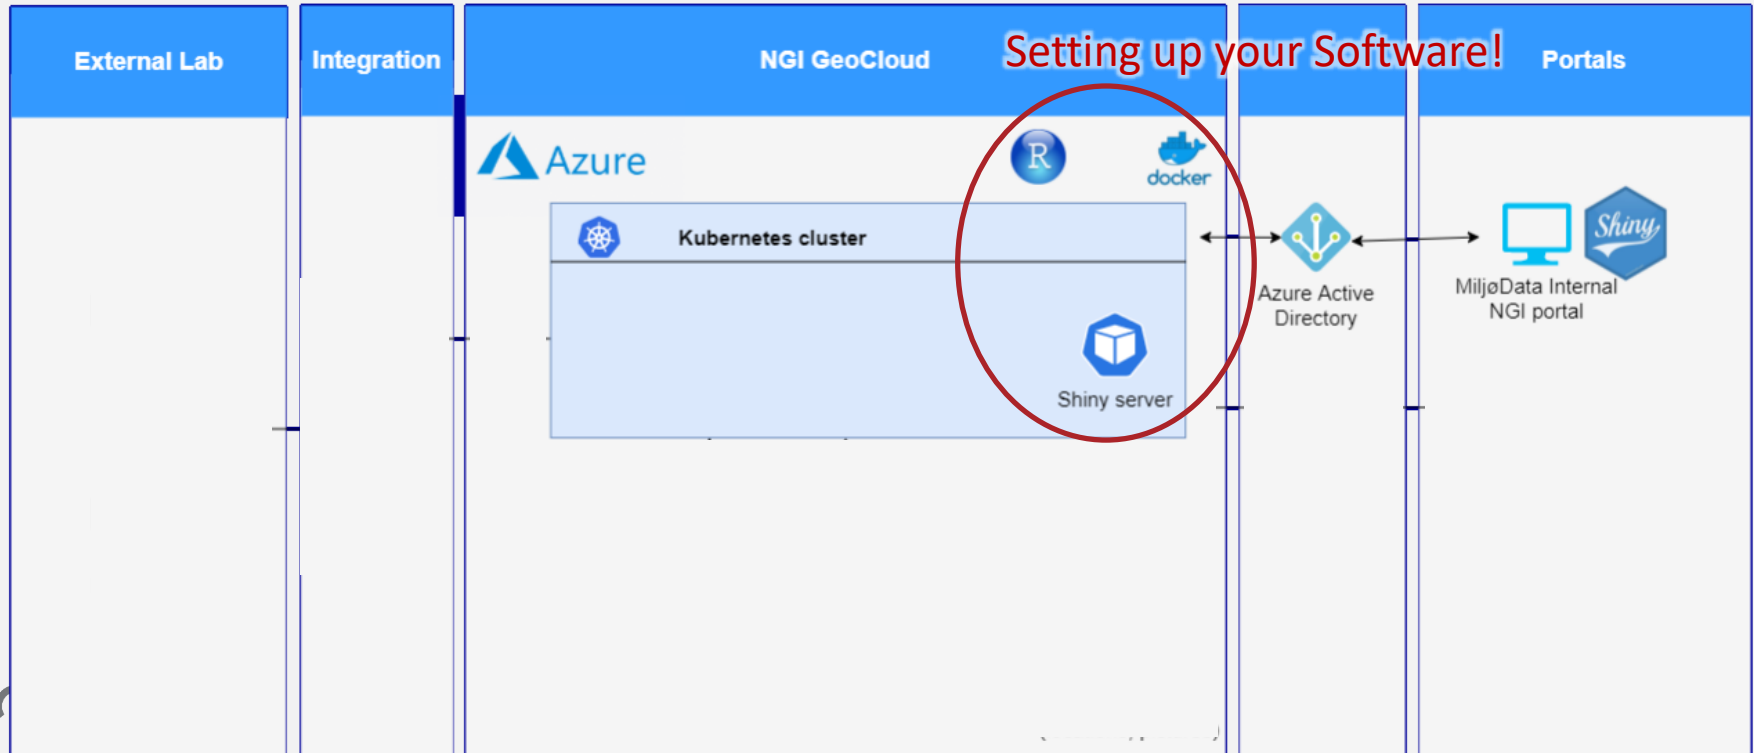 External Lab
Integration
NGI GeoCloud
Setting up your Software!
Portals
Azure
R
docker
Kubernetes cluster
Shiny
Azure Active
Directory
MiljøData Internal
NGI portal
Shiny server